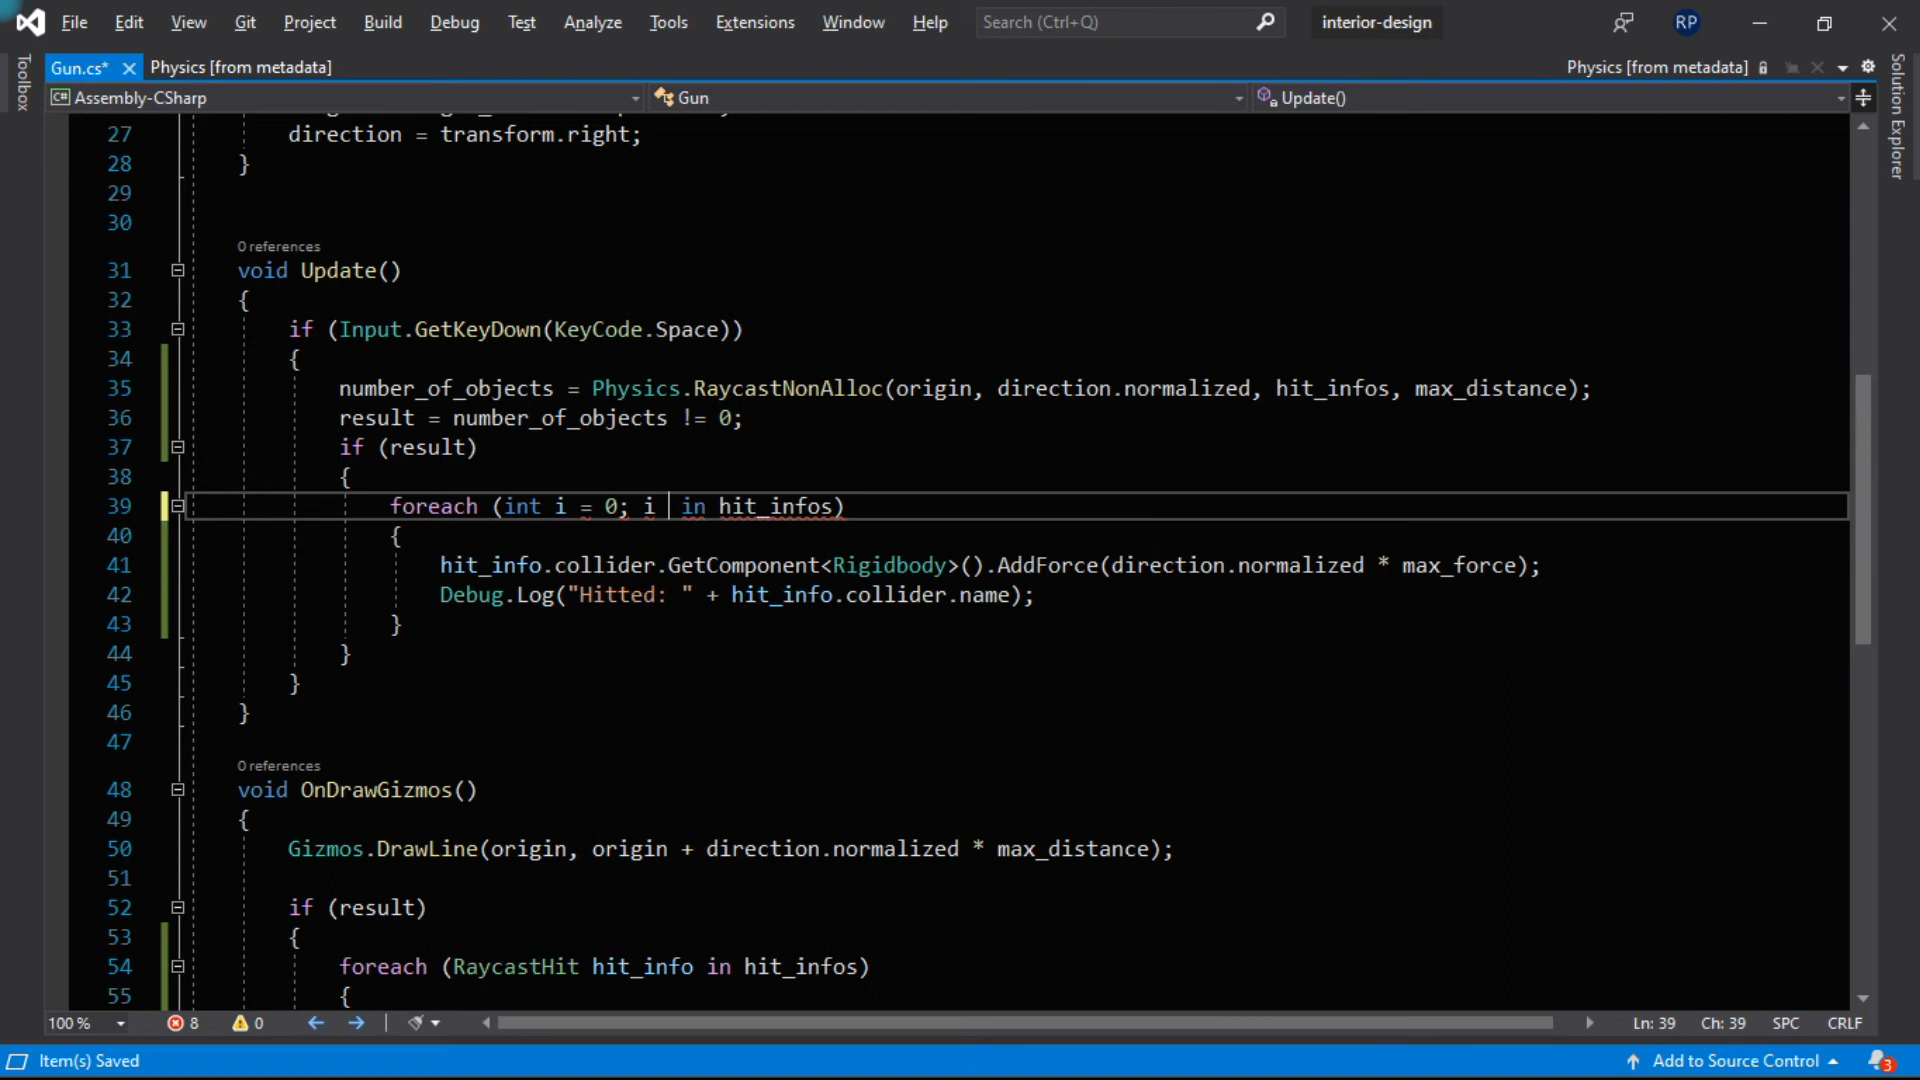 File Edit View Git Project Build Debug Test Analyze Tools Extensions Window Help Search (Ctrl+Q) interior-design RP
Toolbox
Gun.cs* Physics [from metadata] Physics [from metadata]
Solution Explorer
C# Assembly-CSharp Gun Update()
27 direction = transform.right;
28 }
29
30
0 references
31 void Update()
32 {
33 if (Input.GetKeyDown(KeyCode.Space))
34 {
35 number_of_objects = Physics.RaycastNonAlloc(origin, direction.normalized, hit_infos, max_distance);
36 result = number_of_objects != 0;
37 if (result)
38 {
39 foreach (int i = 0; i in hit_infos)
40 {
41 hit_info.collider.GetComponent<Rigidbody>().AddForce(direction.normalized * max_force);
42 Debug.Log("Hitted: " + hit_info.collider.name);
43 }
44 }
45 }
46 }
47
0 references
48 void OnDrawGizmos()
49 {
50 Gizmos.DrawLine(origin, origin + direction.normalized * max_distance);
51
52 if (result)
53 {
54 foreach (RaycastHit hit_info in hit_infos)
55 {
100 % 8 0 Ln: 39 Ch: 39 SPC CRLF
Item(s) Saved Add to Source Control 3